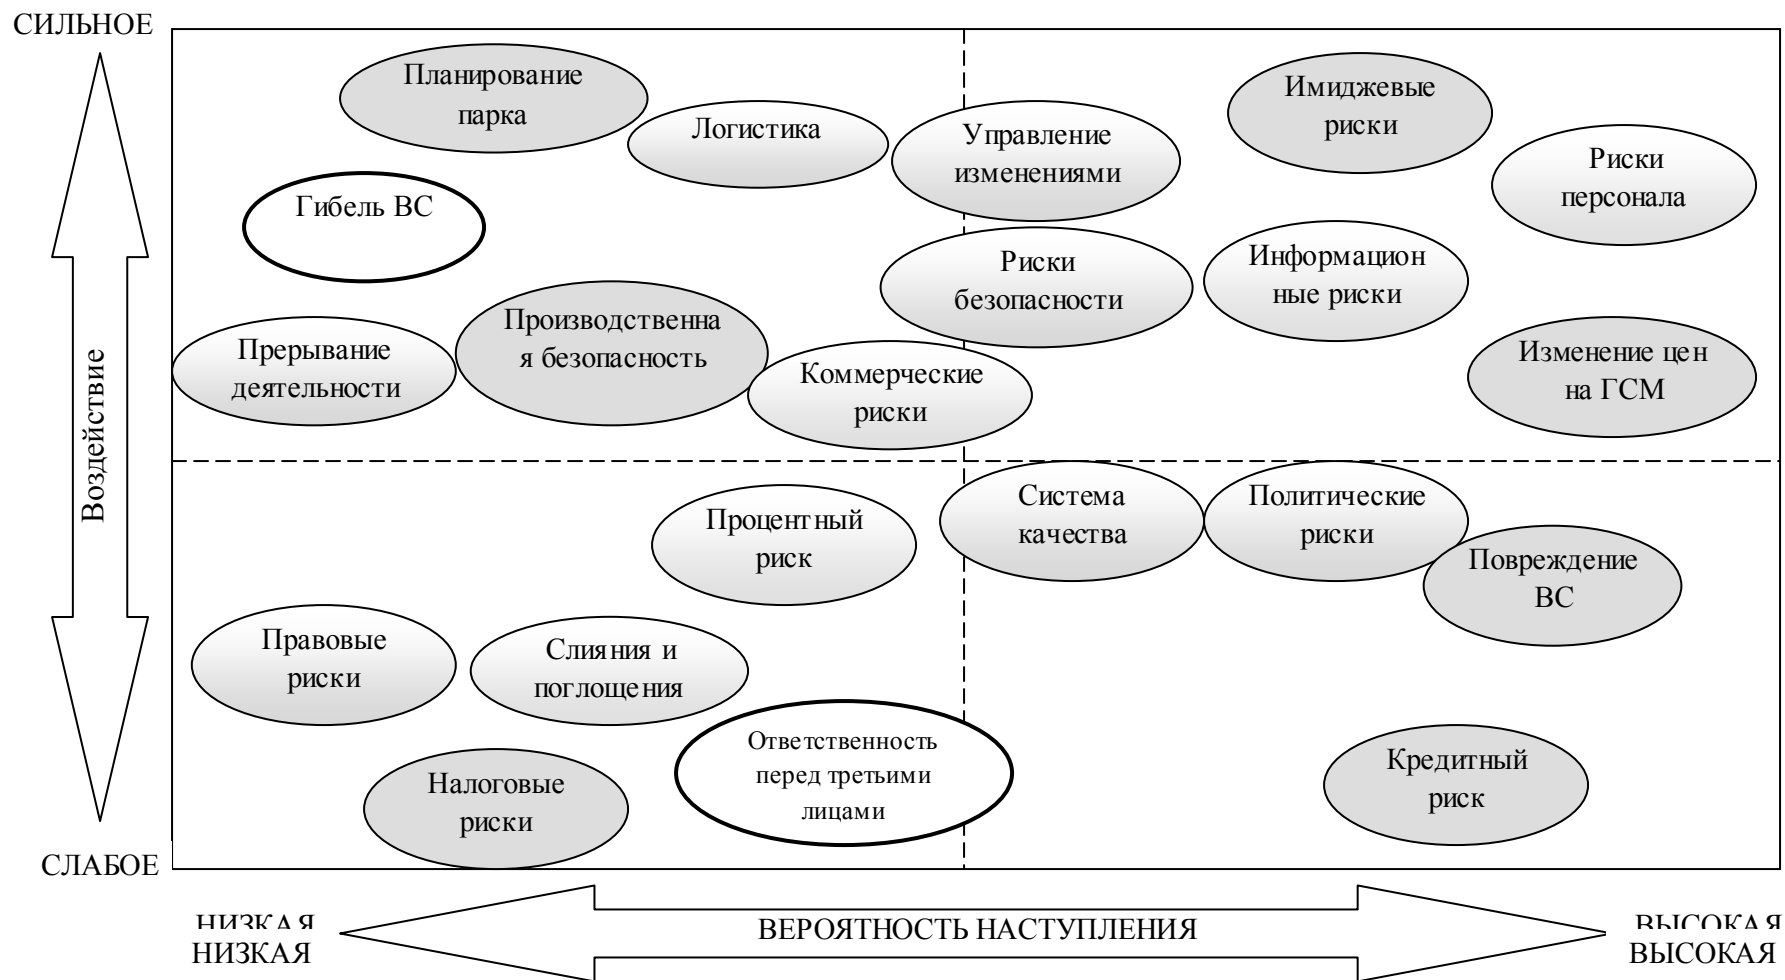 СИЛЬНОЕ
Планирование
парка
Имиджевые
риски
Логистика
Управление
изменениями
Риски
персонала
Гибель ВС
Риски
безопасности
Информацион
ные риски
Производственна
я безопасность
Прерывание
деятельности
Коммерческие
риски
Изменение цен
на ГСМ
Воздействие
Система
качества
Политические
риски
Процентный
риск
Повреждение
ВС
Правовые
риски
Слияния и
поглощения
Ответственность
перед третьими
лицами
Кредитный
риск
Налоговые
риски
СЛАБОЕ
НИЗКАЯ
НИЗКАЯ
ВЕРОЯТНОСТЬ НАСТУПЛЕНИЯ
ВЫСОКАЯ
ВЫСОКАЯ